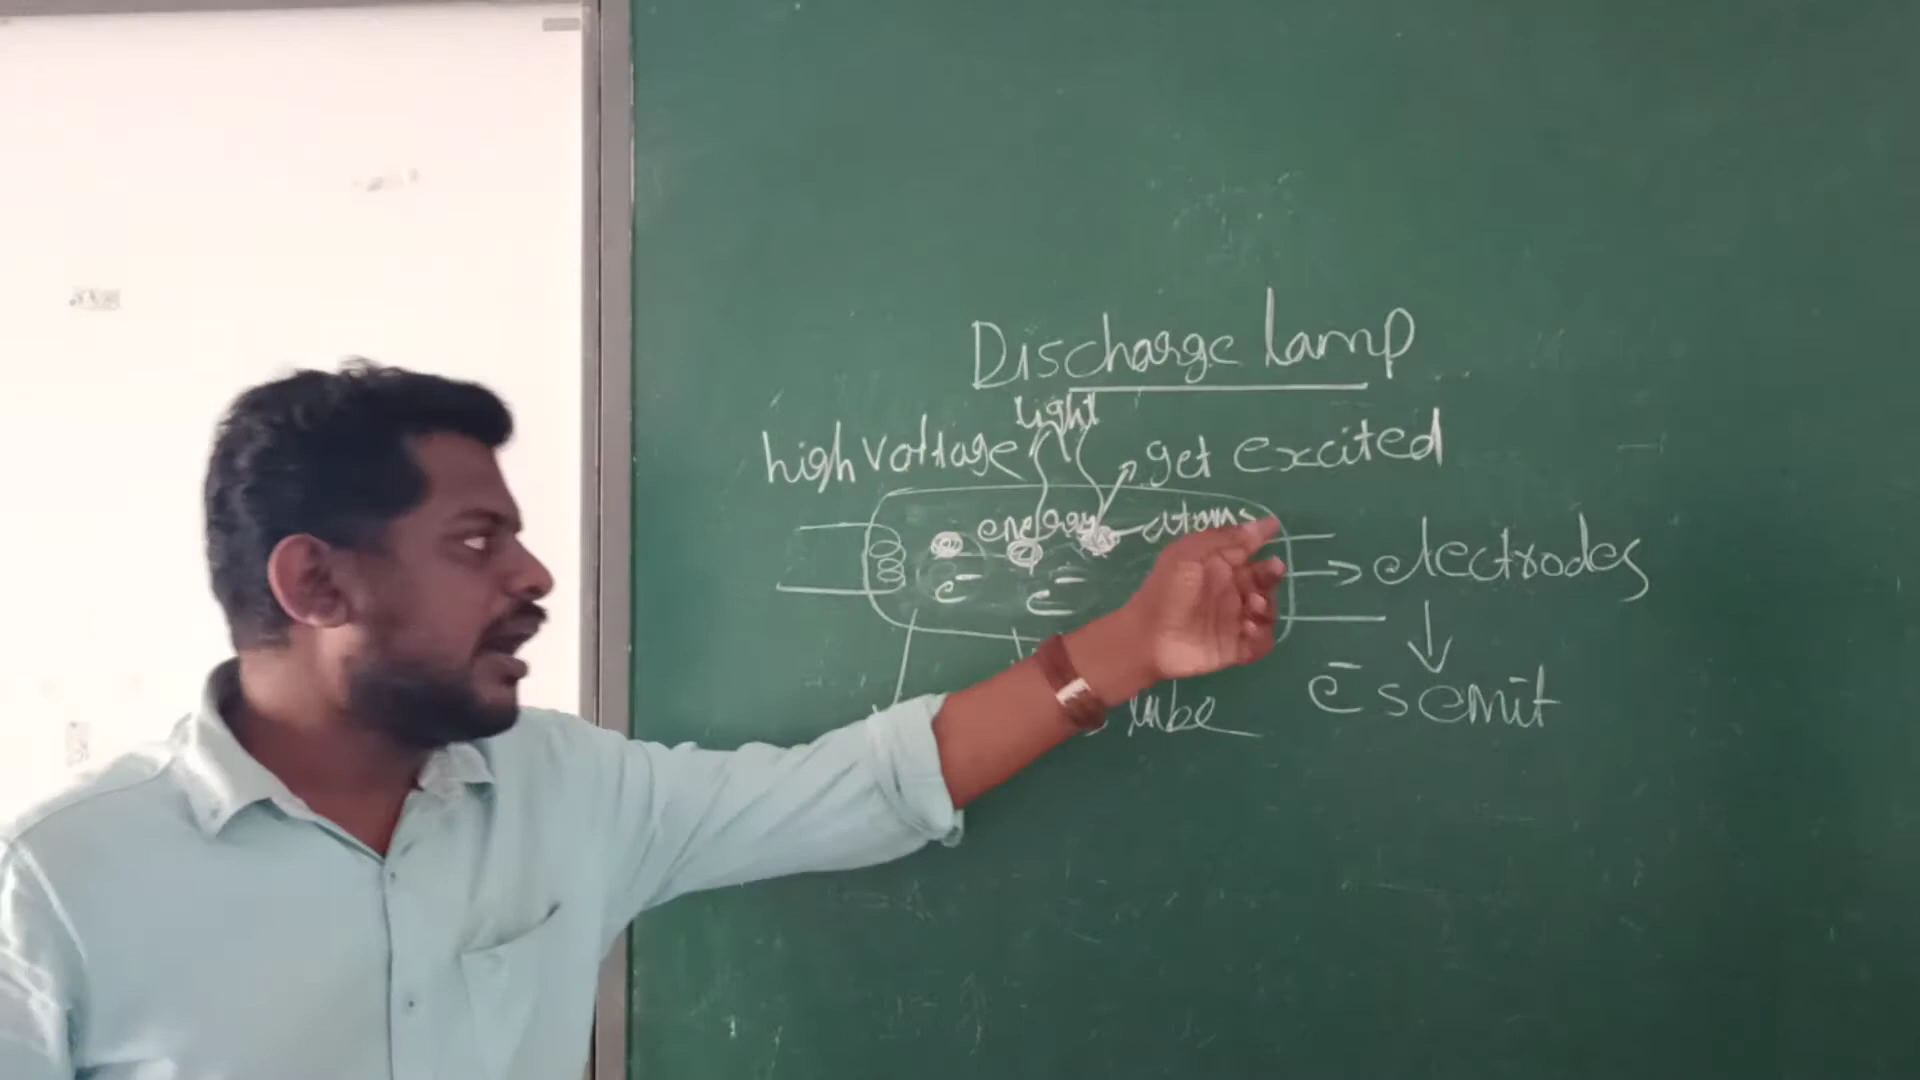 Discharge lamp
light
high voltage
get excited
energy
atoms
e⁻
e⁻
electrodes
e⁻s emit
tube